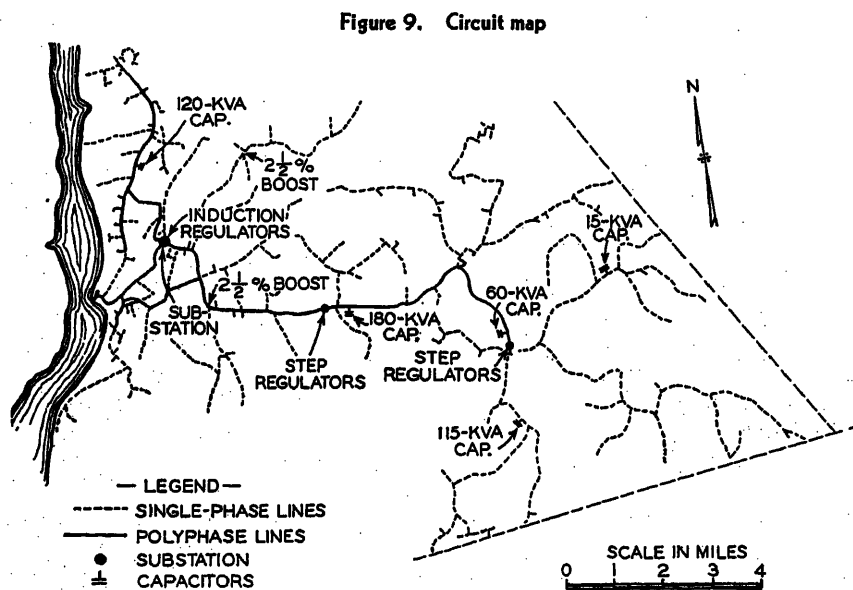 Figure 9. Circuit map
N
120-KVA
CAP.
2½%
BOOST
INDUCTION
REGULATORS
15-KVA
CAP.
2½% BOOST
60-KVA
CAP.
SUB-
STATION
180-KVA
CAP.
STEP
REGULATORS
STEP
REGULATORS
115-KVA
CAP.
— LEGEND —
SINGLE-PHASE LINES
POLYPHASE LINES
SUBSTATION
CAPACITORS
SCALE IN MILES
0 1 2 3 4